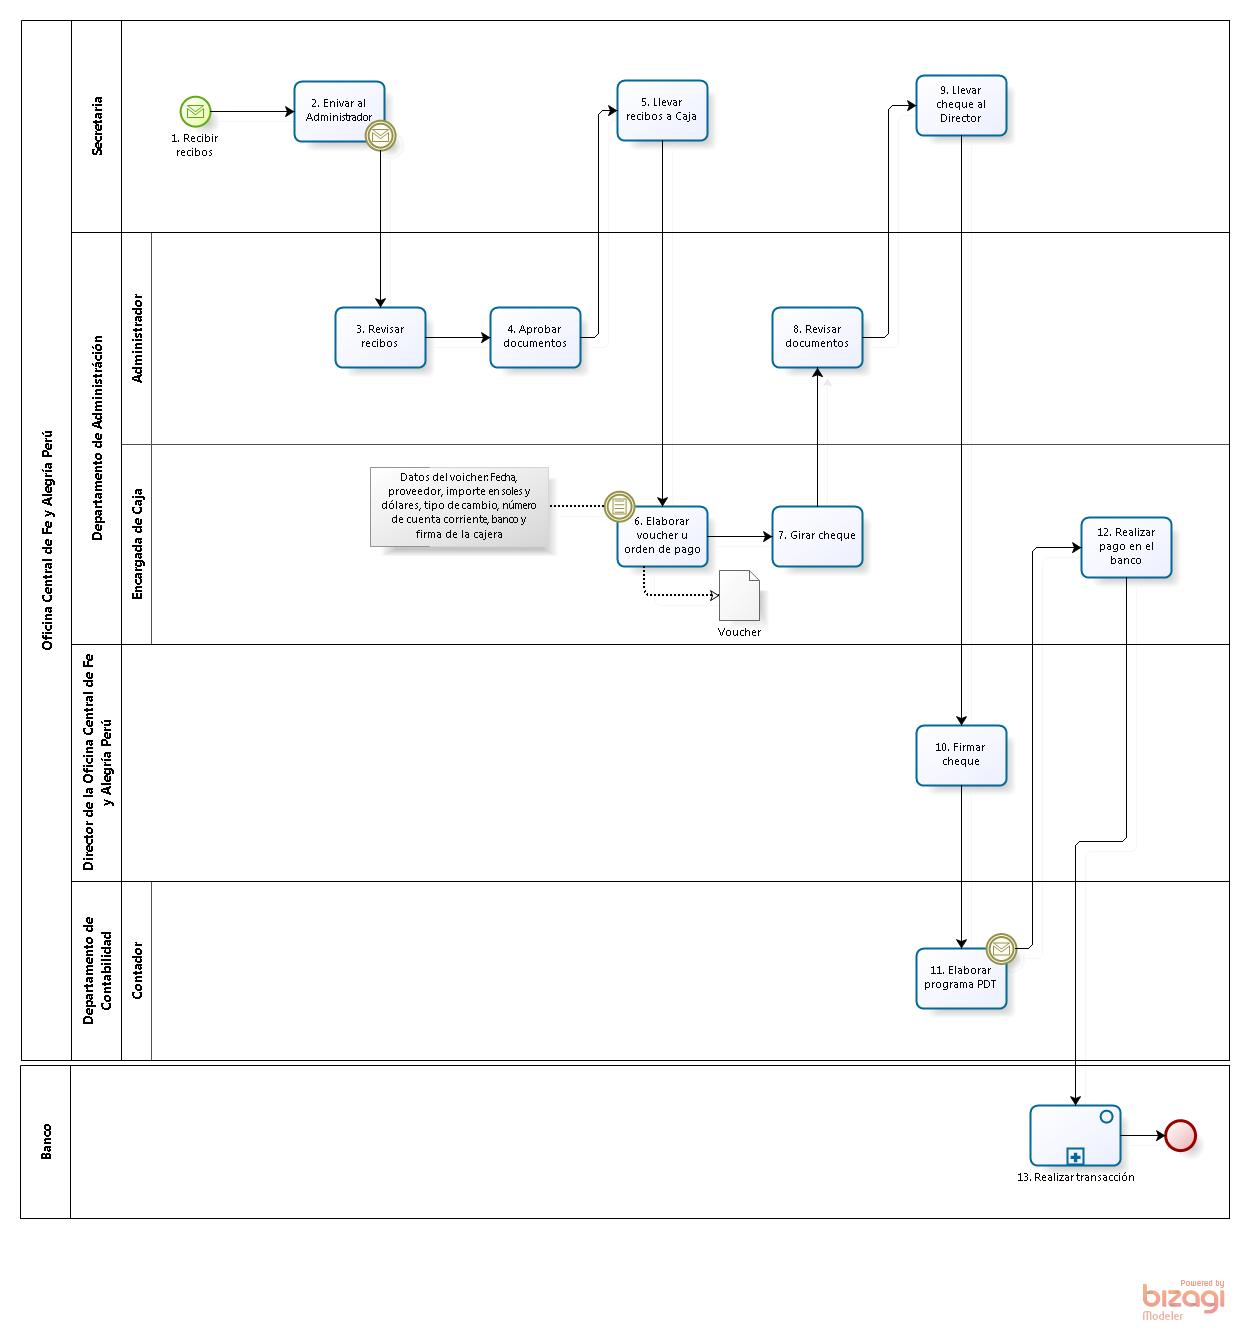 Oficina Central de Fe y Alegría Perú
Secretaria
1. Recibir
recibos
2. Enivar al
Administrador
5. Llevar
recibos a Caja
9. Llevar
cheque al
Director
Departamento de Administráción
Administrador
3. Revisar
recibos
4. Aprobar
documentos
8. Revisar
documentos
Encargada de Caja
Datos del voicher:Fecha,
proveedor, importe en soles y
dólares, tipo de cambio, número
de cuenta corriente, banco y
firma de la cajera
6. Elaborar
voucher u
orden de pago
7. Girar cheque
Voucher
12. Realizar
pago en el
banco
Director de la Oficina Central de Fe
y Alegría Perú
10. Firmar
cheque
Departamento de
Contabilidad
Contador
11. Elaborar
programa PDT
Banco
13. Realizar transacción
Powered by
bizagi
Modeler